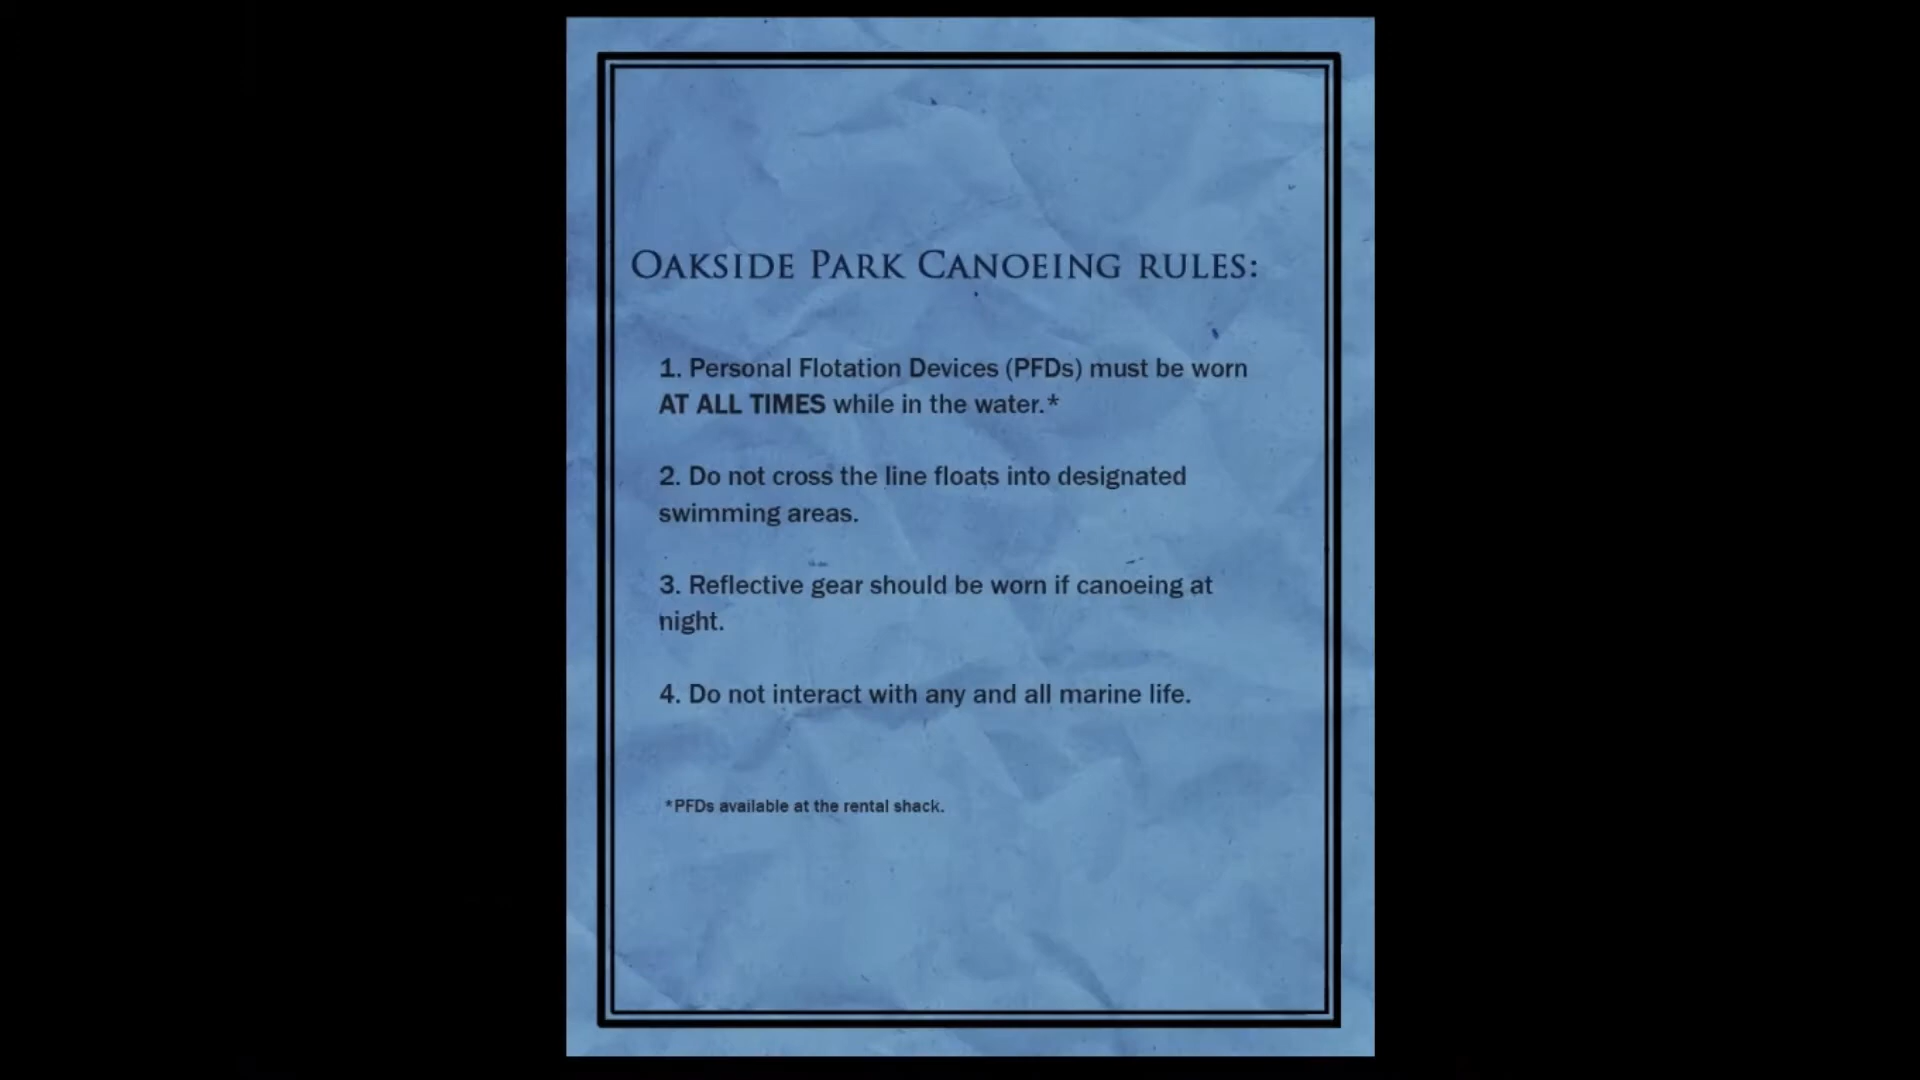 OAKSIDE PARK CANOEING RULES:
1. Personal Flotation Devices (PFDs) must be worn
AT ALL TIMES while in the water.*
2. Do not cross the line floats into designated
swimming areas.
3. Reflective gear should be worn if canoeing at
night.
4. Do not interact with any and all marine life.
*PFDs available at the rental shack.